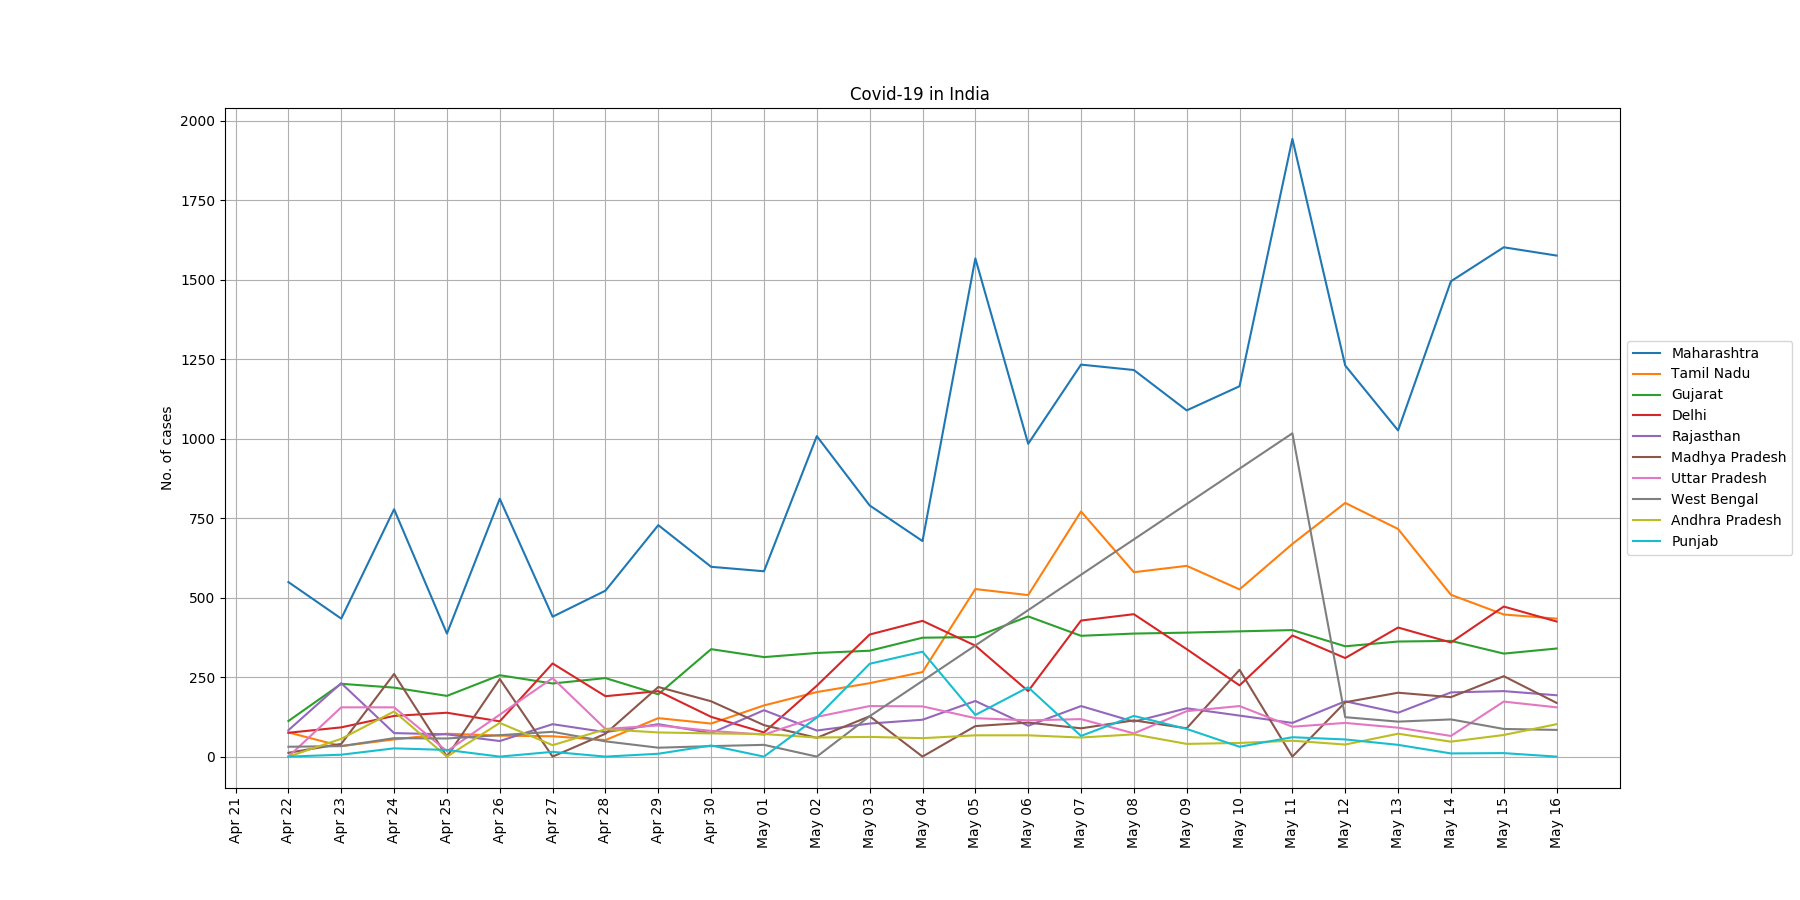 Covid-19 in India
No. of cases
2000
1750
1500
1250
1000
750
500
250
0
Apr 21
Apr 22
Apr 23
Apr 24
Apr 25
Apr 26
Apr 27
Apr 28
Apr 29
Apr 30
May 01
May 02
May 03
May 04
May 05
May 06
May 07
May 08
May 09
May 10
May 11
May 12
May 13
May 14
May 15
May 16
Maharashtra
Tamil Nadu
Gujarat
Delhi
Rajasthan
Madhya Pradesh
Uttar Pradesh
West Bengal
Andhra Pradesh
Punjab